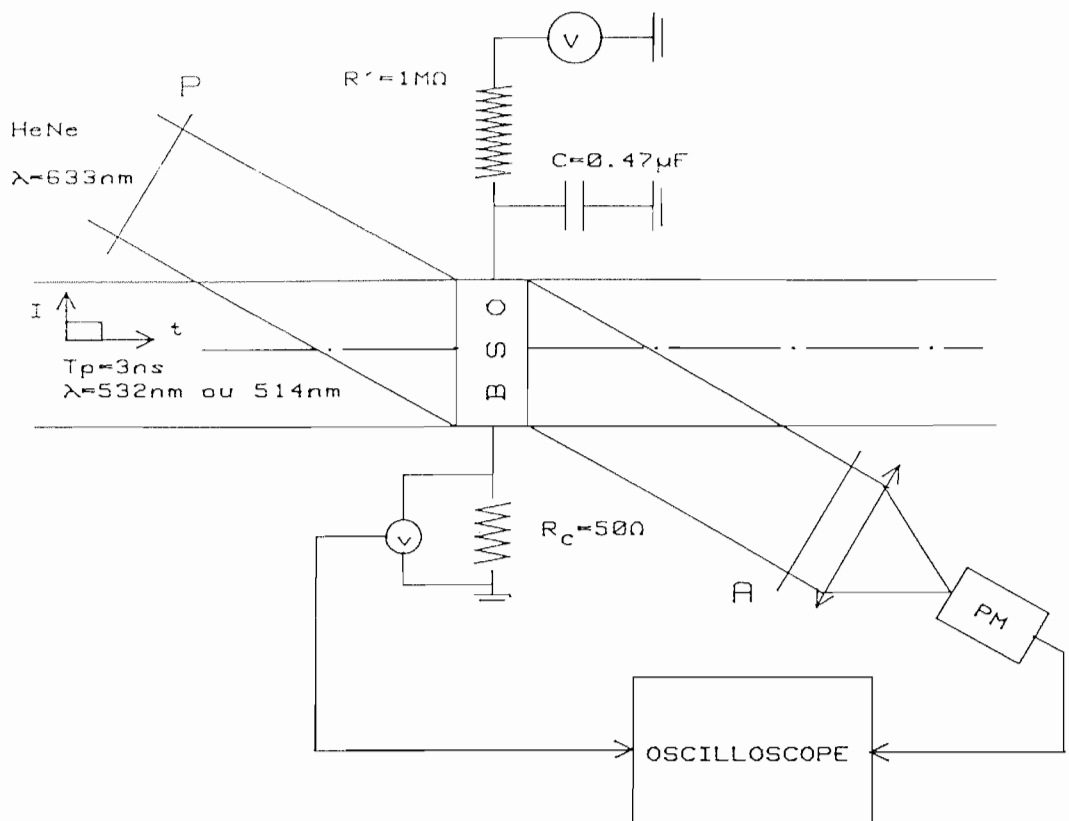 V
R´=1MΩ
P
HeNe
λ=633nm
C=0.47µF
I
t
Tp=3ns
λ=532nm ou 514nm
BSO
V
Rc=50Ω
A
PM
OSCILLOSCOPE